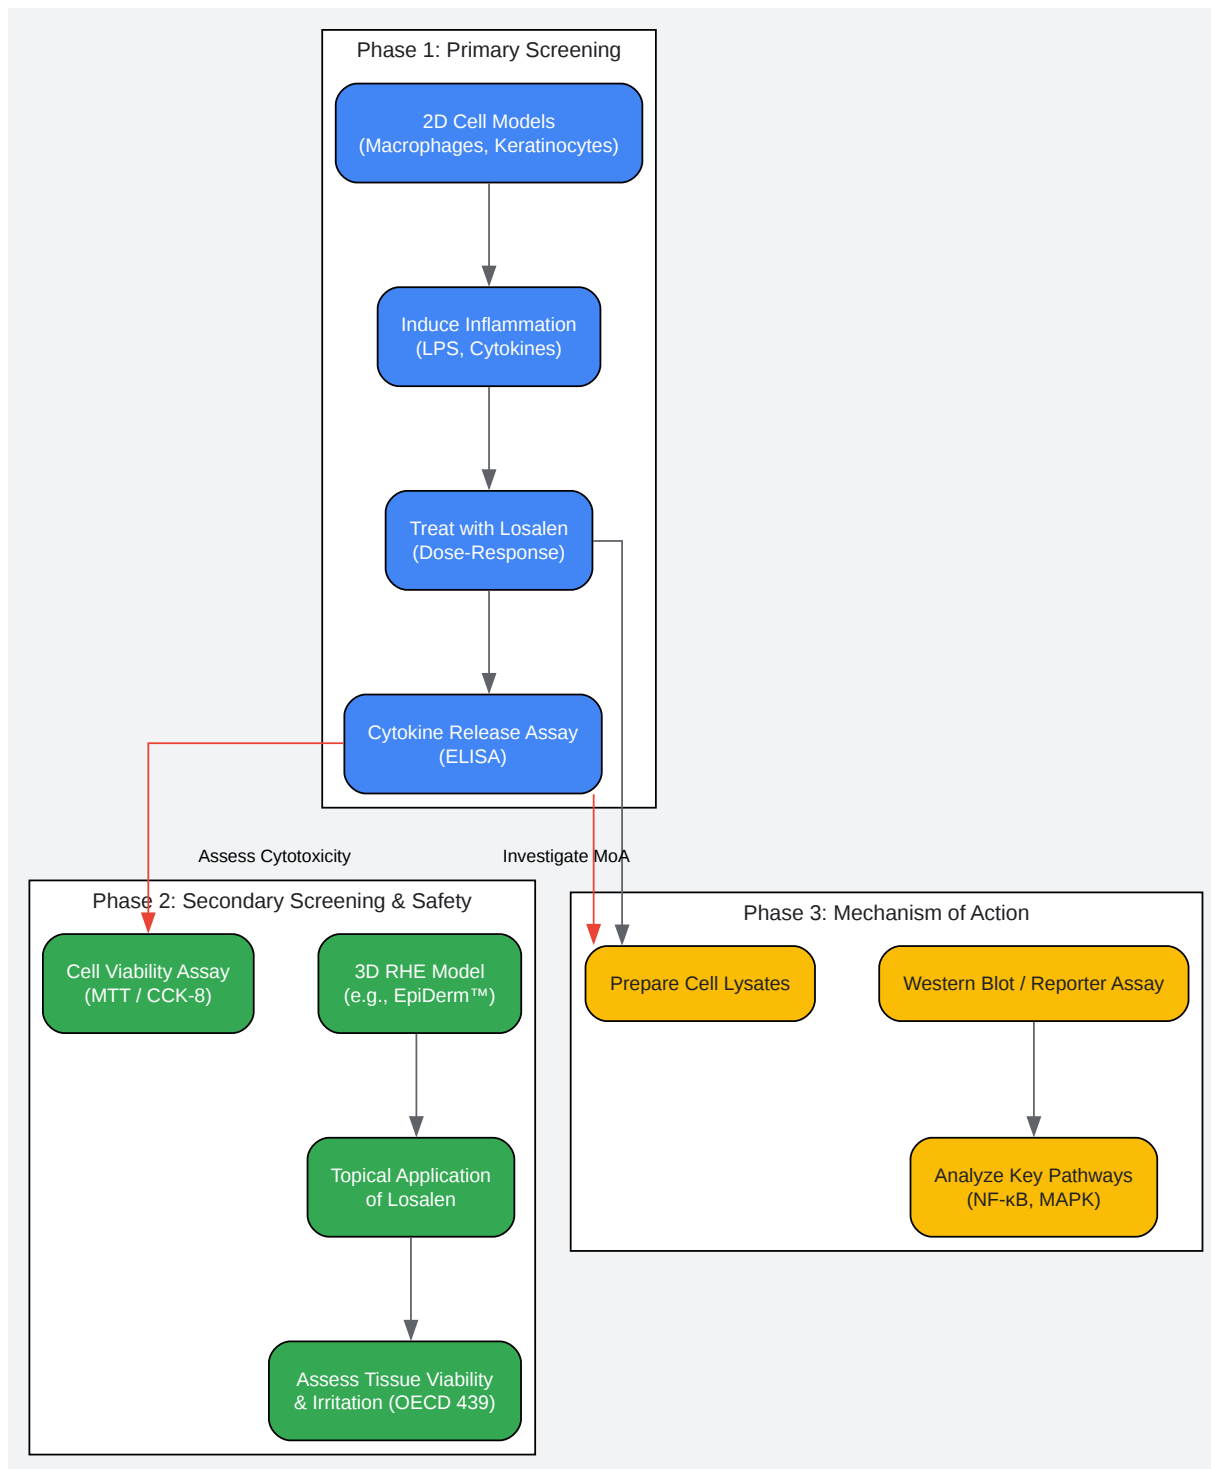 Phase 1: Primary Screening
2D Cell Models
(Macrophages, Keratinocytes)
Induce Inflammation
(LPS, Cytokines)
Treat with Losalen
(Dose-Response)
Cytokine Release Assay
(ELISA)
Assess Cytotoxicity
Investigate MoA
Phase 2: Secondary Screening & Safety
Cell Viability Assay
(MTT / CCK-8)
3D RHE Model
(e.g., EpiDerm™)
Topical Application
of Losalen
Assess Tissue Viability
& Irritation (OECD 439)
Phase 3: Mechanism of Action
Prepare Cell Lysates
Western Blot / Reporter Assay
Analyze Key Pathways
(NF-κB, MAPK)